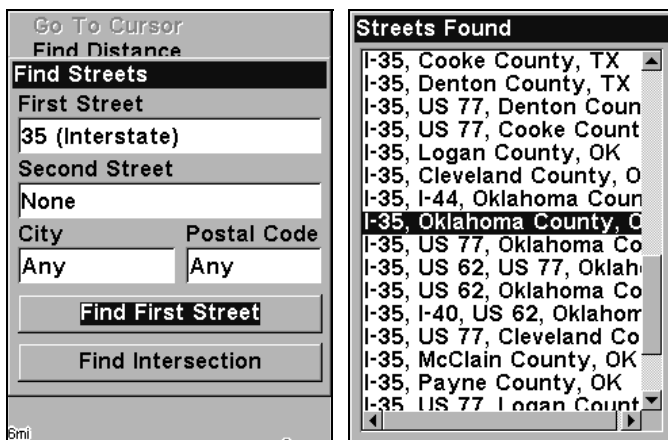 Go To Cursor
Find Distance
Find Streets
First Street
35 (Interstate)
Second Street
None
City Postal Code
Any Any
Find First Street
Find Intersection
6mi
Streets Found
I-35, Cooke County, TX
I-35, Denton County, TX
I-35, US 77, Denton Coun
I-35, US 77, Cooke Count
I-35, Logan County, OK
I-35, Cleveland County, O
I-35, I-44, Oklahoma Coun
I-35, Oklahoma County, O
I-35, US 77, Oklahoma Co
I-35, US 62, US 77, Oklah
I-35, US 62, Oklahoma Co
I-35, I-40, US 62, Oklahom
I-35, US 77, Cleveland Co
I-35, McClain County, OK
I-35, Payne County, OK
I-35, US 77, Logan Count